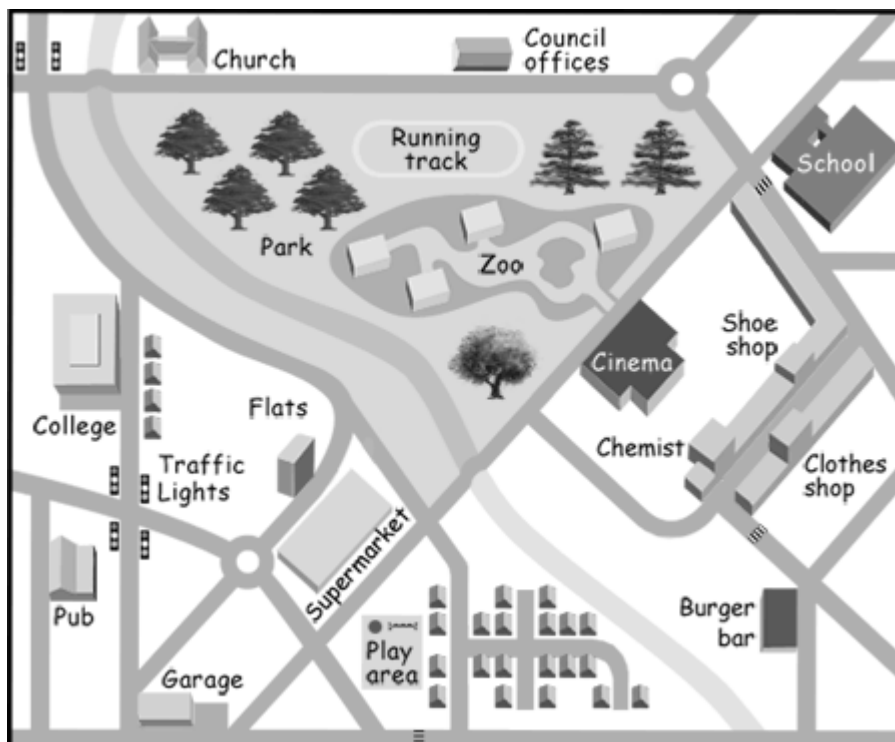 Church
Council
offices
Running
track
School
Park
Zoo
Shoe
shop
Cinema
Flats
College
Chemist
Clothes
shop
Traffic
Lights
Supermarket
Pub
Burger
bar
Play
area
Garage